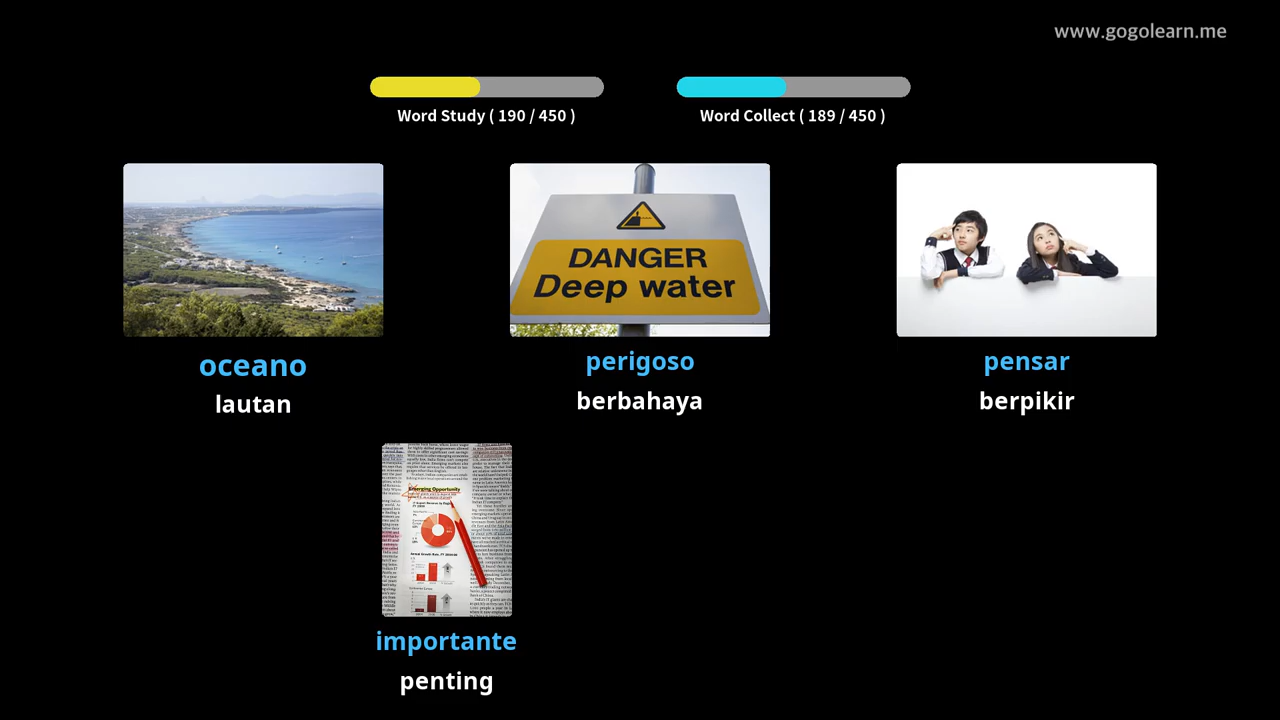 www.gogolearn.me
Word Study ( 190 / 450 )
Word Collect ( 189 / 450 )
DANGER
Deep water
oceano
perigoso
pensar
lautan
berbahaya
berpikir
Emerging Opportunity
importante
penting